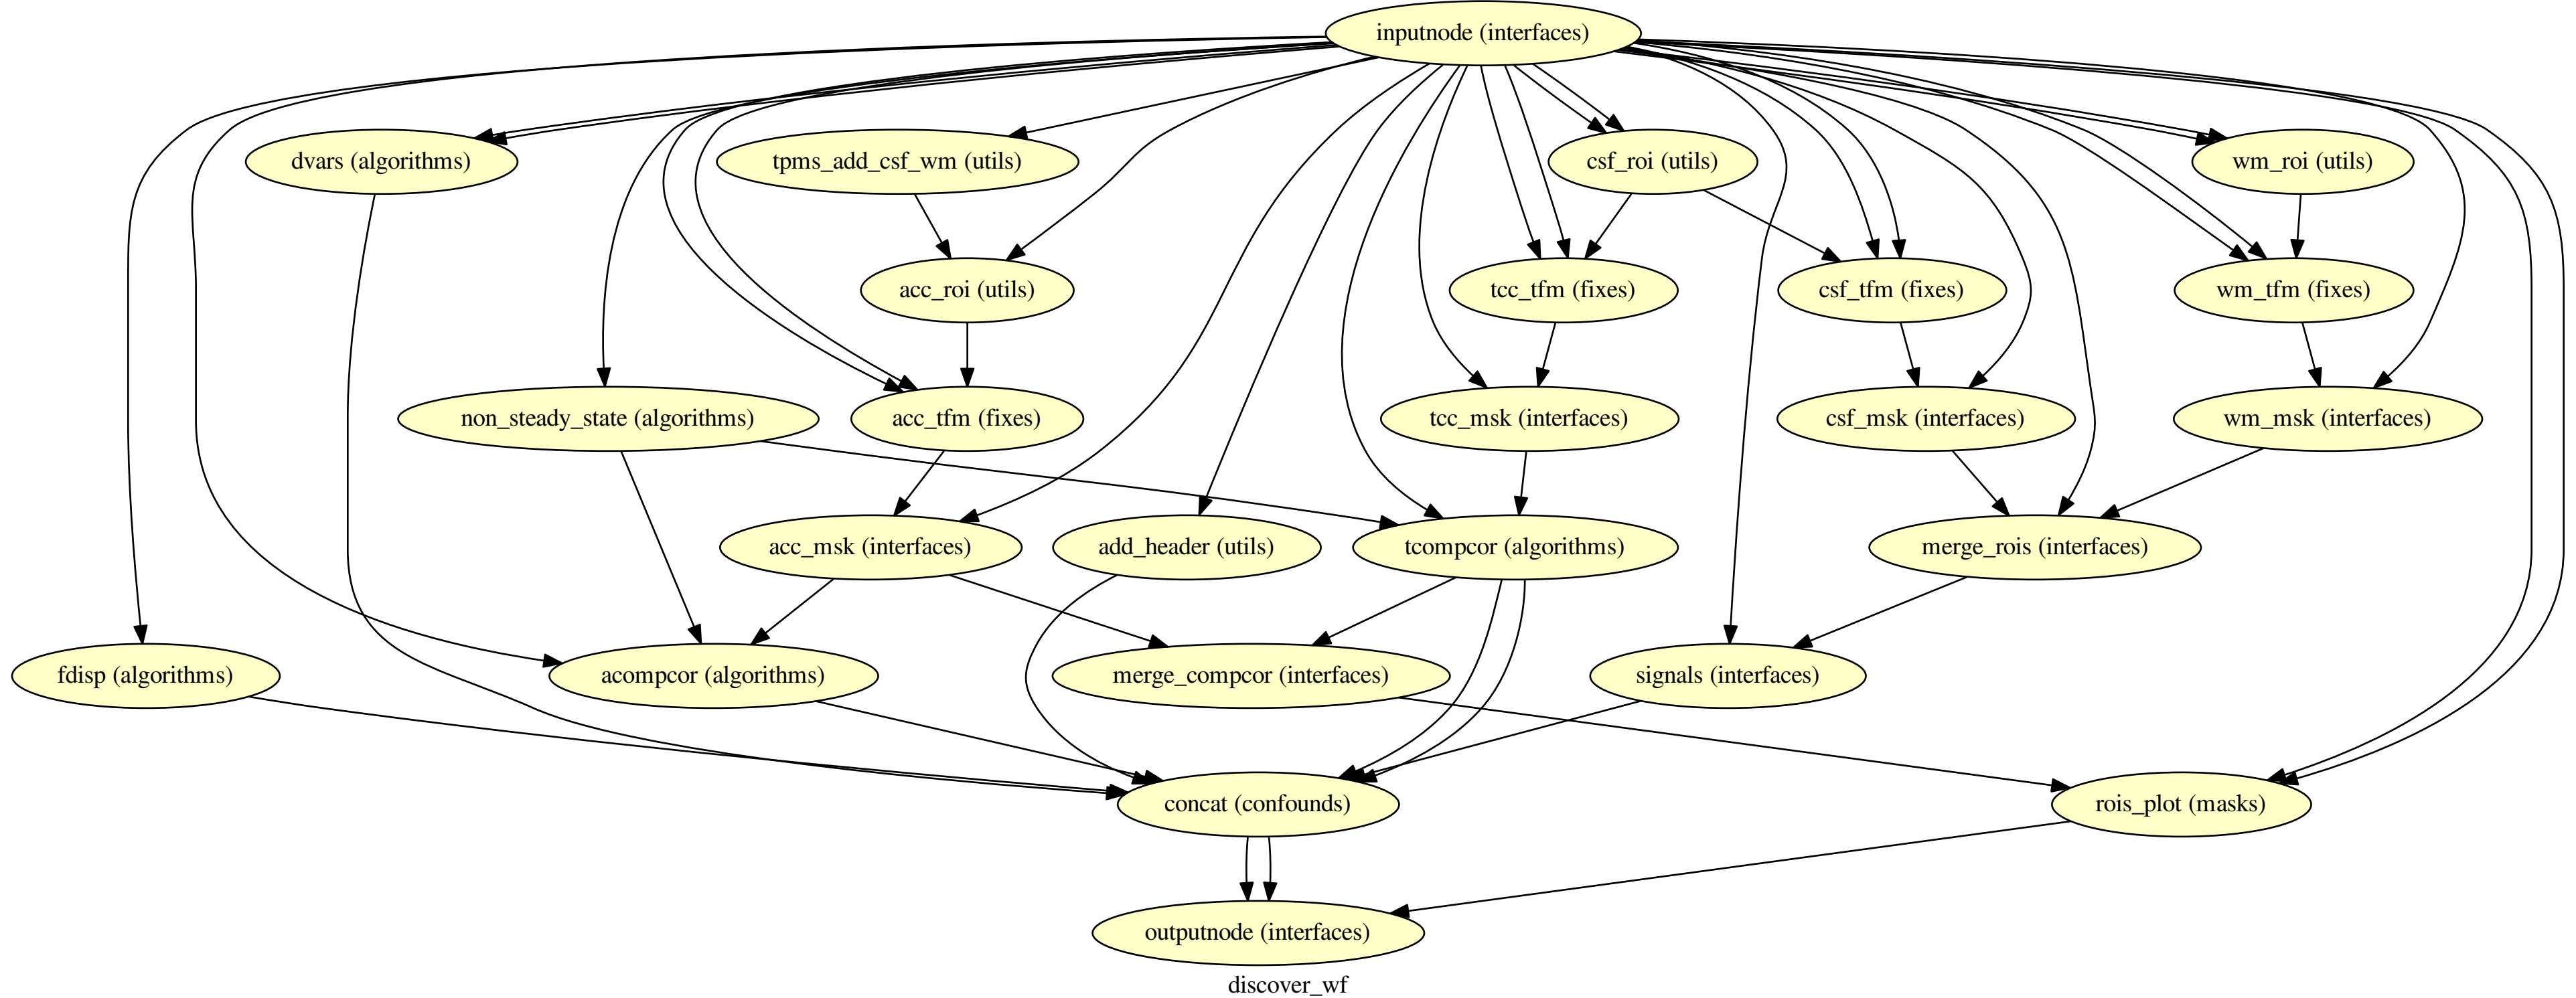 inputnode (interfaces)
dvars (algorithms)
tpms_add_csf_wm (utils)
csf_roi (utils)
wm_roi (utils)
acc_roi (utils)
tcc_tfm (fixes)
csf_tfm (fixes)
wm_tfm (fixes)
non_steady_state (algorithms)
acc_tfm (fixes)
tcc_msk (interfaces)
csf_msk (interfaces)
wm_msk (interfaces)
acc_msk (interfaces)
add_header (utils)
tcompcor (algorithms)
merge_rois (interfaces)
fdisp (algorithms)
acompcor (algorithms)
merge_compcor (interfaces)
signals (interfaces)
concat (confounds)
rois_plot (masks)
outputnode (interfaces)
discover_wf